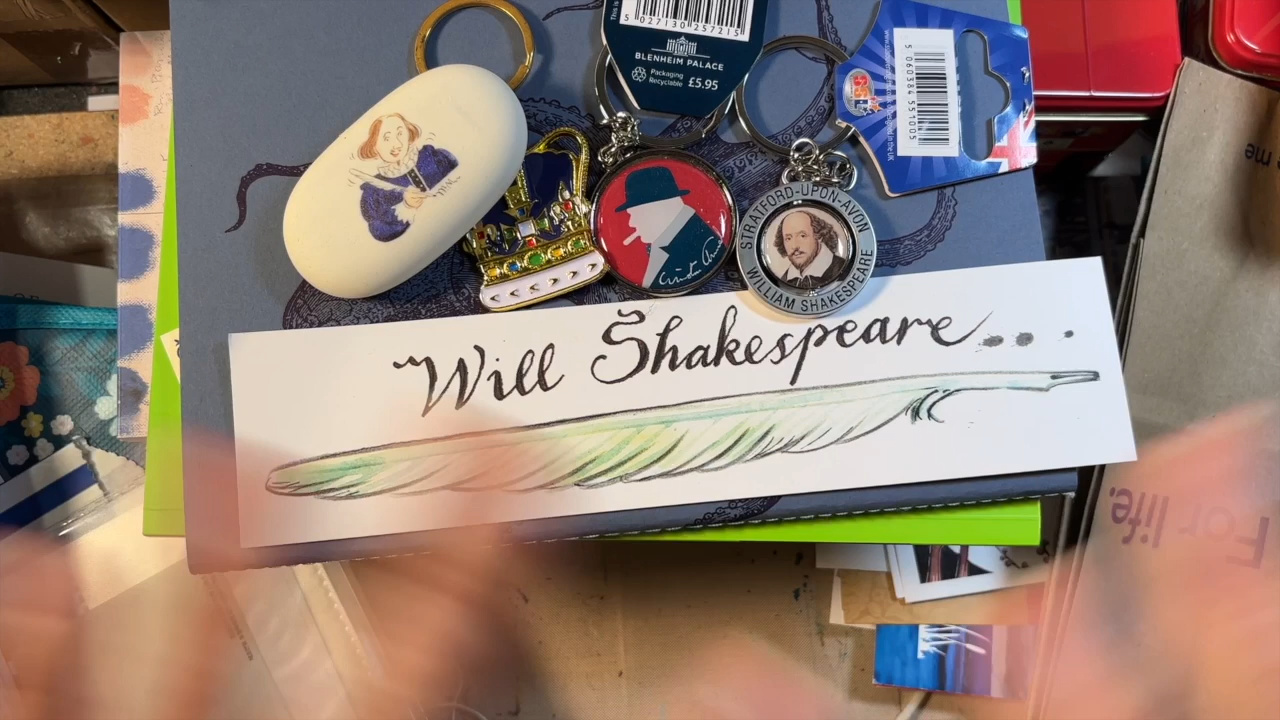 5 027130 257215
BLENHEIM PALACE
Packaging
Recyclable
£5.95
5 060384 551005
STRATFORD-UPON-AVON
WILLIAM SHAKESPEARE
Will Shakespeare...
For life.
me